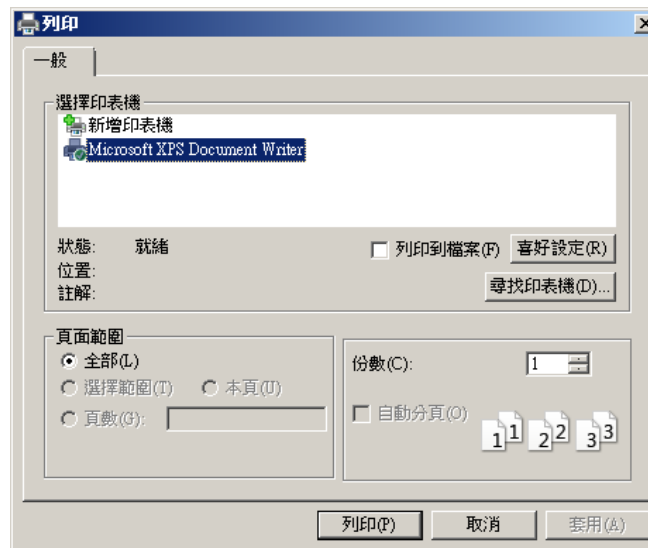 列印
一般
選擇印表機
新增印表機
Microsoft XPS Document Writer
狀態: 就緒
列印到檔案(F) 喜好設定(R)
位置:
註解:
尋找印表機(D)...
頁面範圍
全部(L)
選擇範圍(T) 本頁(U)
頁數(G):
份數(C): 1
自動分頁(O)
1 1 2 2 3 3
列印(P) 取消 套用(A)